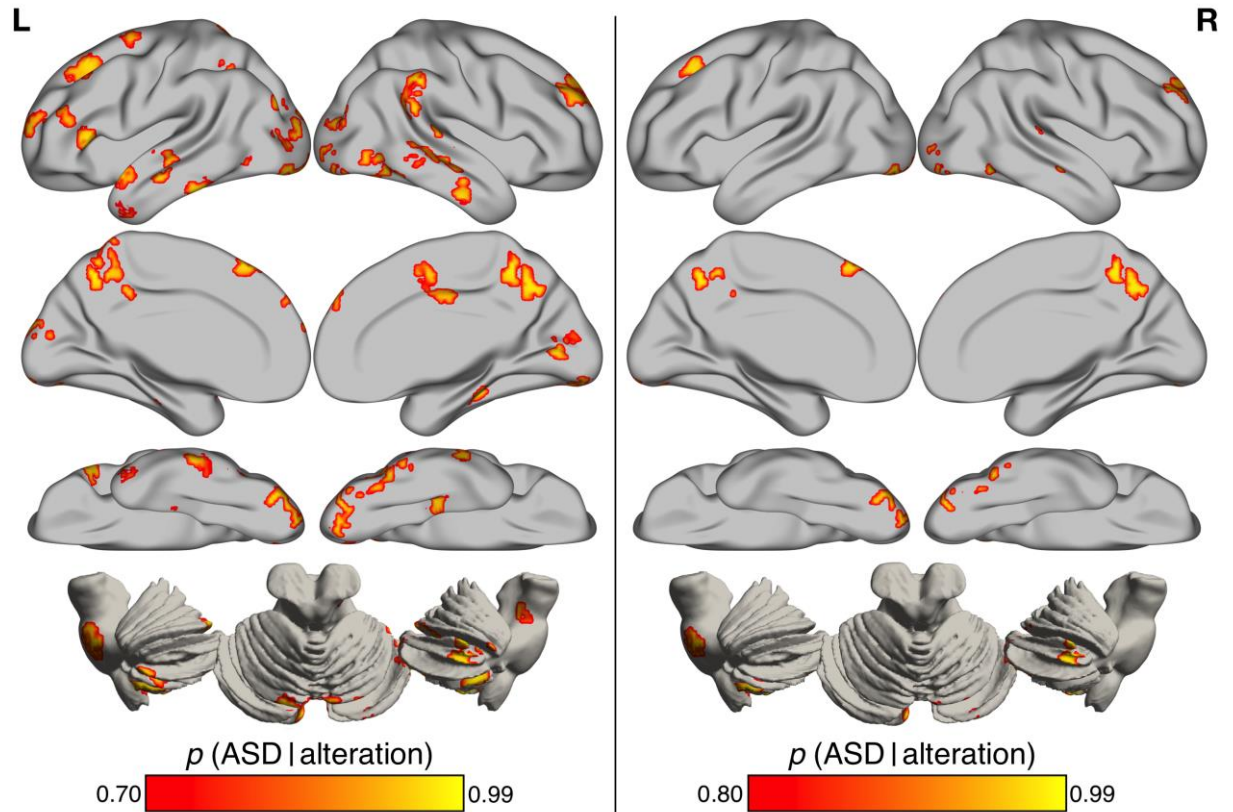 L
R
p (ASD | alteration)
0.70
0.99
p (ASD | alteration)
0.80
0.99